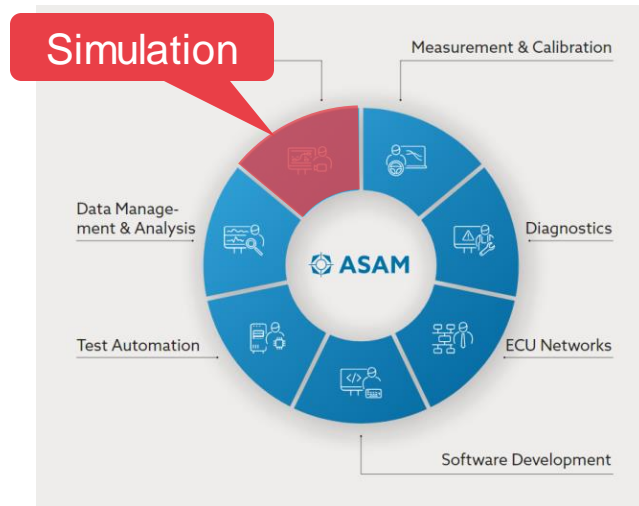 Simulation
Measurement & Calibration
Data Manage-
ment & Analysis
Diagnostics
ASAM
Test Automation
ECU Networks
</>
Software Development